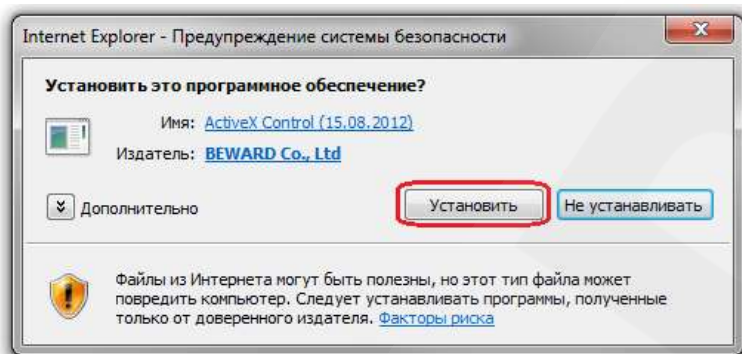 Internet Explorer - Предупреждение системы безопасности
Установить это программное обеспечение?
Имя: ActiveX Control (15.08.2012)
Издатель: BEWARD Co., Ltd
Дополнительно
Установить
Не устанавливать
Файлы из Интернета могут быть полезны, но этот тип файла может
повредить компьютер. Следует устанавливать программы, полученные
только от доверенного издателя. Факторы риска